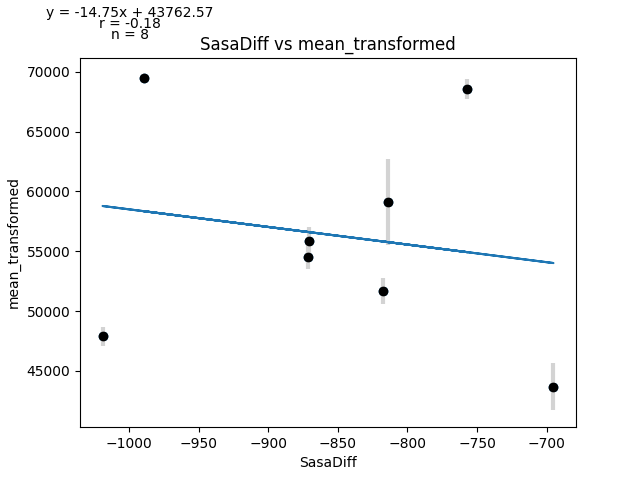 y = -14.75x + 43762.57
r = -0.18
n = 8
SasaDiff vs mean_transformed
70000
65000
60000
55000
50000
45000
mean_transformed
−1000
−950
−900
−850
−800
−750
−700
SasaDiff